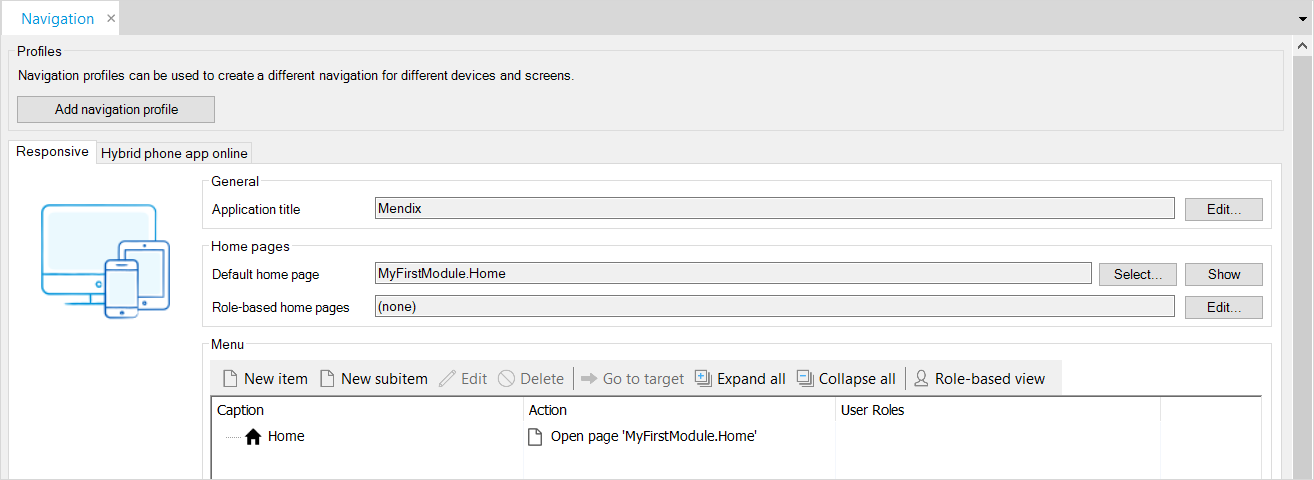 Navigation
Profiles
Navigation profiles can be used to create a different navigation for different devices and screens.
Add navigation profile
Responsive Hybrid phone app online
General
Application title Mendix Edit...
Home pages
Default home page MyFirstModule.Home Select... Show
Role-based home pages (none) Edit...
Menu
New item New subitem Edit Delete Go to target Expand all Collapse all Role-based view
Caption Action User Roles
Home Open page 'MyFirstModule.Home'